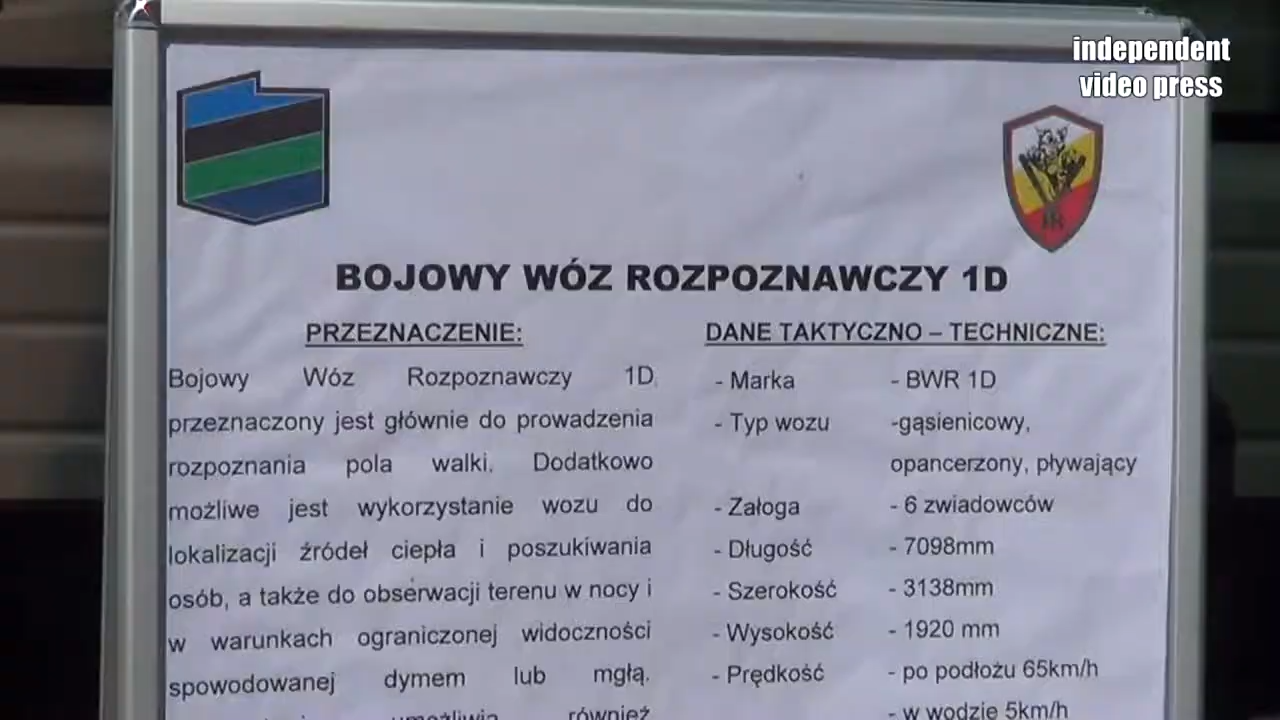 independent
video press
BOJOWY WÓZ ROZPOZNAWCZY 1D
PRZEZNACZENIE:
Bojowy Wóz Rozpoznawczy 1D
przeznaczony jest głównie do prowadzenia
rozpoznania pola walki. Dodatkowo
możliwe jest wykorzystanie wozu do
lokalizacji źródeł ciepła i poszukiwania
osób, a także do obserwacji terenu w nocy i
w warunkach ograniczonej widoczności
spowodowanej dymem lub mgłą.
umożliwia również
DANE TAKTYCZNO – TECHNICZNE:
- Marka - BWR 1D
- Typ wozu -gąsienicowy,
opancerzony, pływający
- Załoga - 6 zwiadowców
- Długość - 7098mm
- Szerokość - 3138mm
- Wysokość - 1920 mm
- Prędkość - po podłożu 65km/h
- w wodzie 5km/h